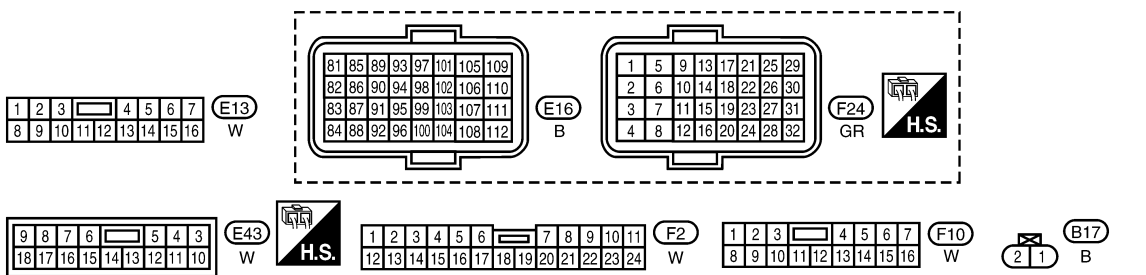 81 85 89 93 97 101 105 109
82 86 90 94 98 102 106 110
83 87 91 95 99 103 107 111
84 88 92 96 100 104 108 112
E16
B
1 5 9 13 17 21 25 29
2 6 10 14 18 22 26 30
3 7 11 15 19 23 27 31
4 8 12 16 20 24 28 32
F24
GR
H.S.
1 2 3 4 5 6 7
8 9 10 11 12 13 14 15 16
E13
W
9 8 7 6 5 4 3
18 17 16 15 14 13 12 11 10
E43
W
H.S.
1 2 3 4 5 6 7 8 9 10 11
12 13 14 15 16 17 18 19 20 21 22 23 24
F2
W
1 2 3 4 5 6 7
8 9 10 11 12 13 14 15 16
F10
W
2 1
B17
B